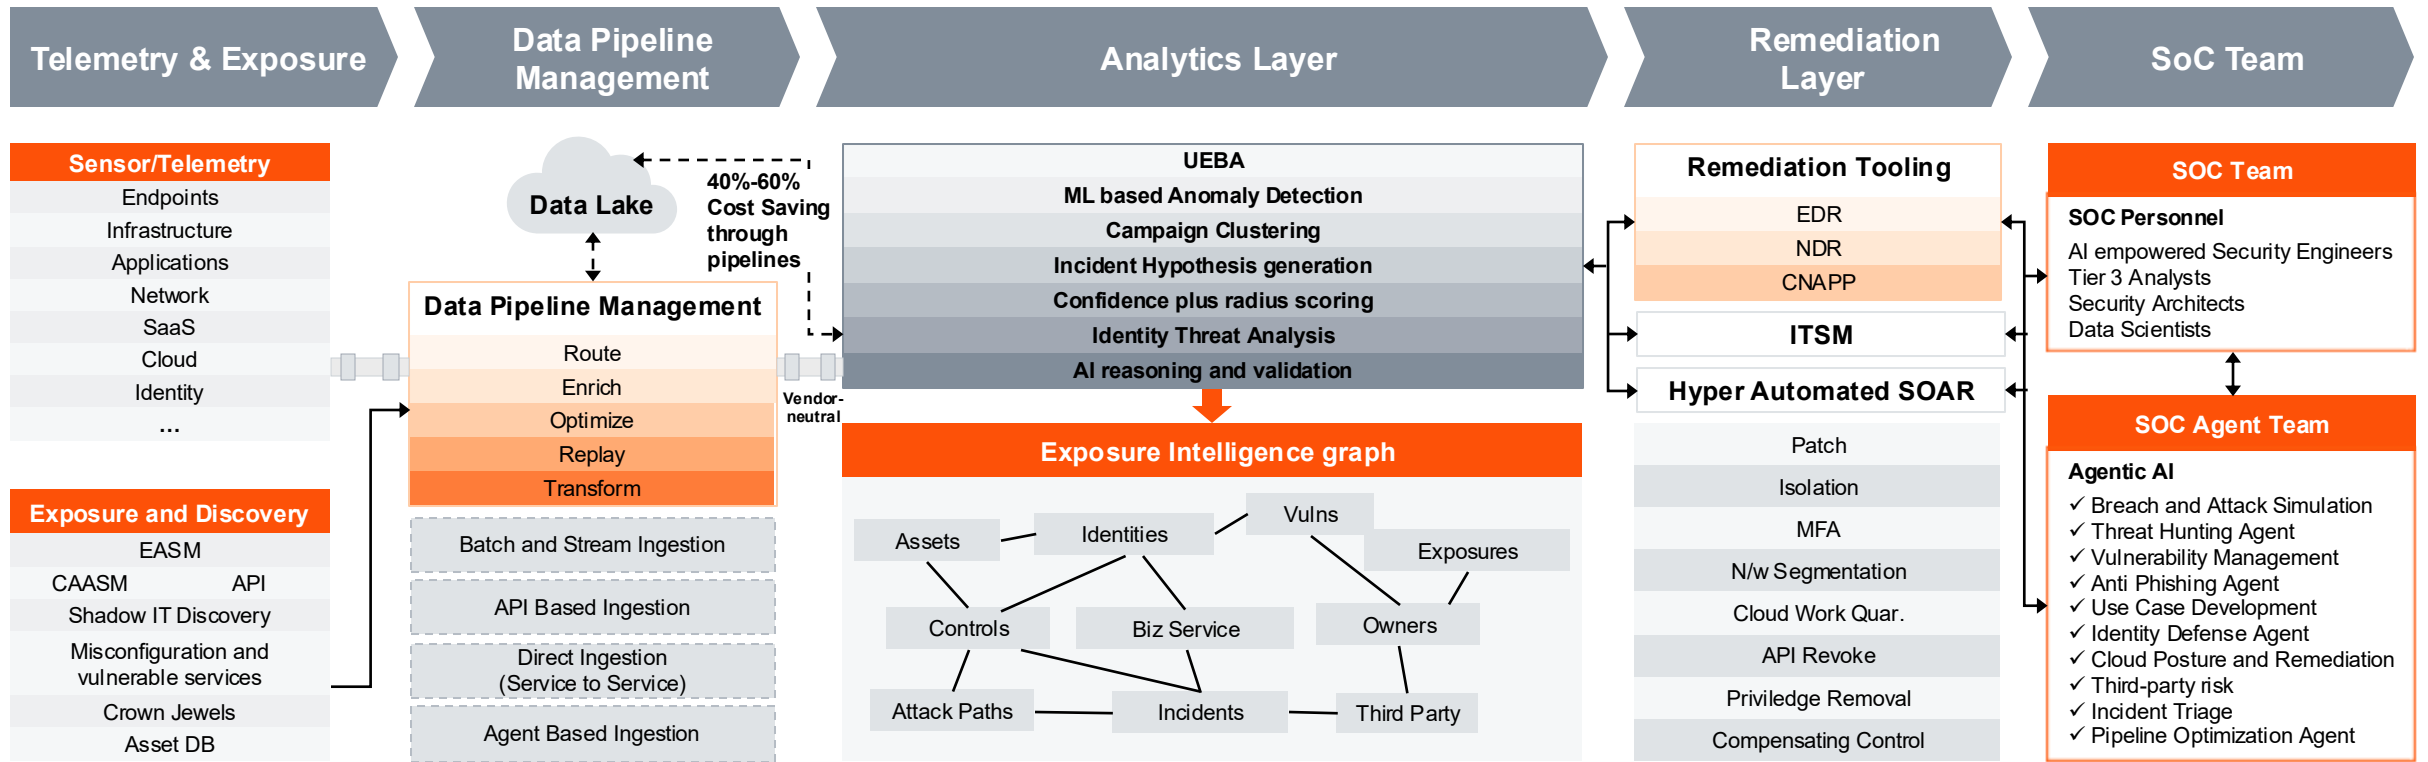 Telemetry & Exposure
Data Pipeline
Management
Analytics Layer
Remediation
Layer
SoC Team
Sensor/Telemetry
Endpoints
Infrastructure
Applications
Network
SaaS
Cloud
Identity
...
Exposure and Discovery
EASM
CAASM API
Shadow IT Discovery
Misconfiguration and
vulnerable services
Crown Jewels
Asset DB
Data Lake
40%-60%
Cost Saving
through
pipelines
Data Pipeline Management
Route
Enrich
Optimize
Replay
Transform
Batch and Stream Ingestion
API Based Ingestion
Direct Ingestion
(Service to Service)
Agent Based Ingestion
Vendor-
neutral
UEBA
ML based Anomaly Detection
Campaign Clustering
Incident Hypothesis generation
Confidence plus radius scoring
Identity Threat Analysis
AI reasoning and validation
Exposure Intelligence graph
Assets
Identities
Vulns
Exposures
Controls
Biz Service
Owners
Attack Paths
Incidents
Third Party
Remediation Tooling
EDR
NDR
CNAPP
ITSM
Hyper Automated SOAR
Patch
Isolation
MFA
N/w Segmentation
Cloud Work Quar.
API Revoke
Priviledge Removal
Compensating Control
SOC Team
SOC Personnel
AI empowered Security Engineers
Tier 3 Analysts
Security Architects
Data Scientists
SOC Agent Team
Agentic AI
✓ Breach and Attack Simulation
✓ Threat Hunting Agent
✓ Vulnerability Management
✓ Anti Phishing Agent
✓ Use Case Development
✓ Identity Defense Agent
✓ Cloud Posture and Remediation
✓ Third-party risk
✓ Incident Triage
✓ Pipeline Optimization Agent